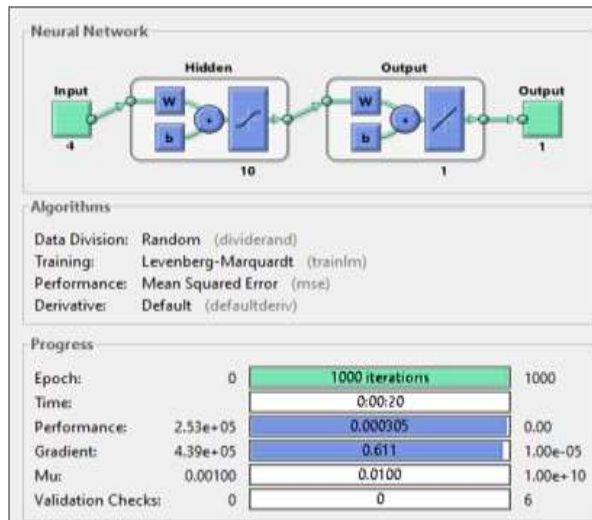 Neural Network
Hidden Output
Input Output
W W
b b
4 10 1 1
Algorithms
Data Division: Random (dividerand)
Training: Levenberg-Marquardt (trainlm)
Performance: Mean Squared Error (mse)
Derivative: Default (defaultderiv)
Progress
Epoch: 0 1000 iterations 1000
Time: 0:00:20
Performance: 2.53e+05 0.000305 0.00
Gradient: 4.39e+05 0.611 1.00e-05
Mu: 0.00100 0.0100 1.00e+10
Validation Checks: 0 0 6